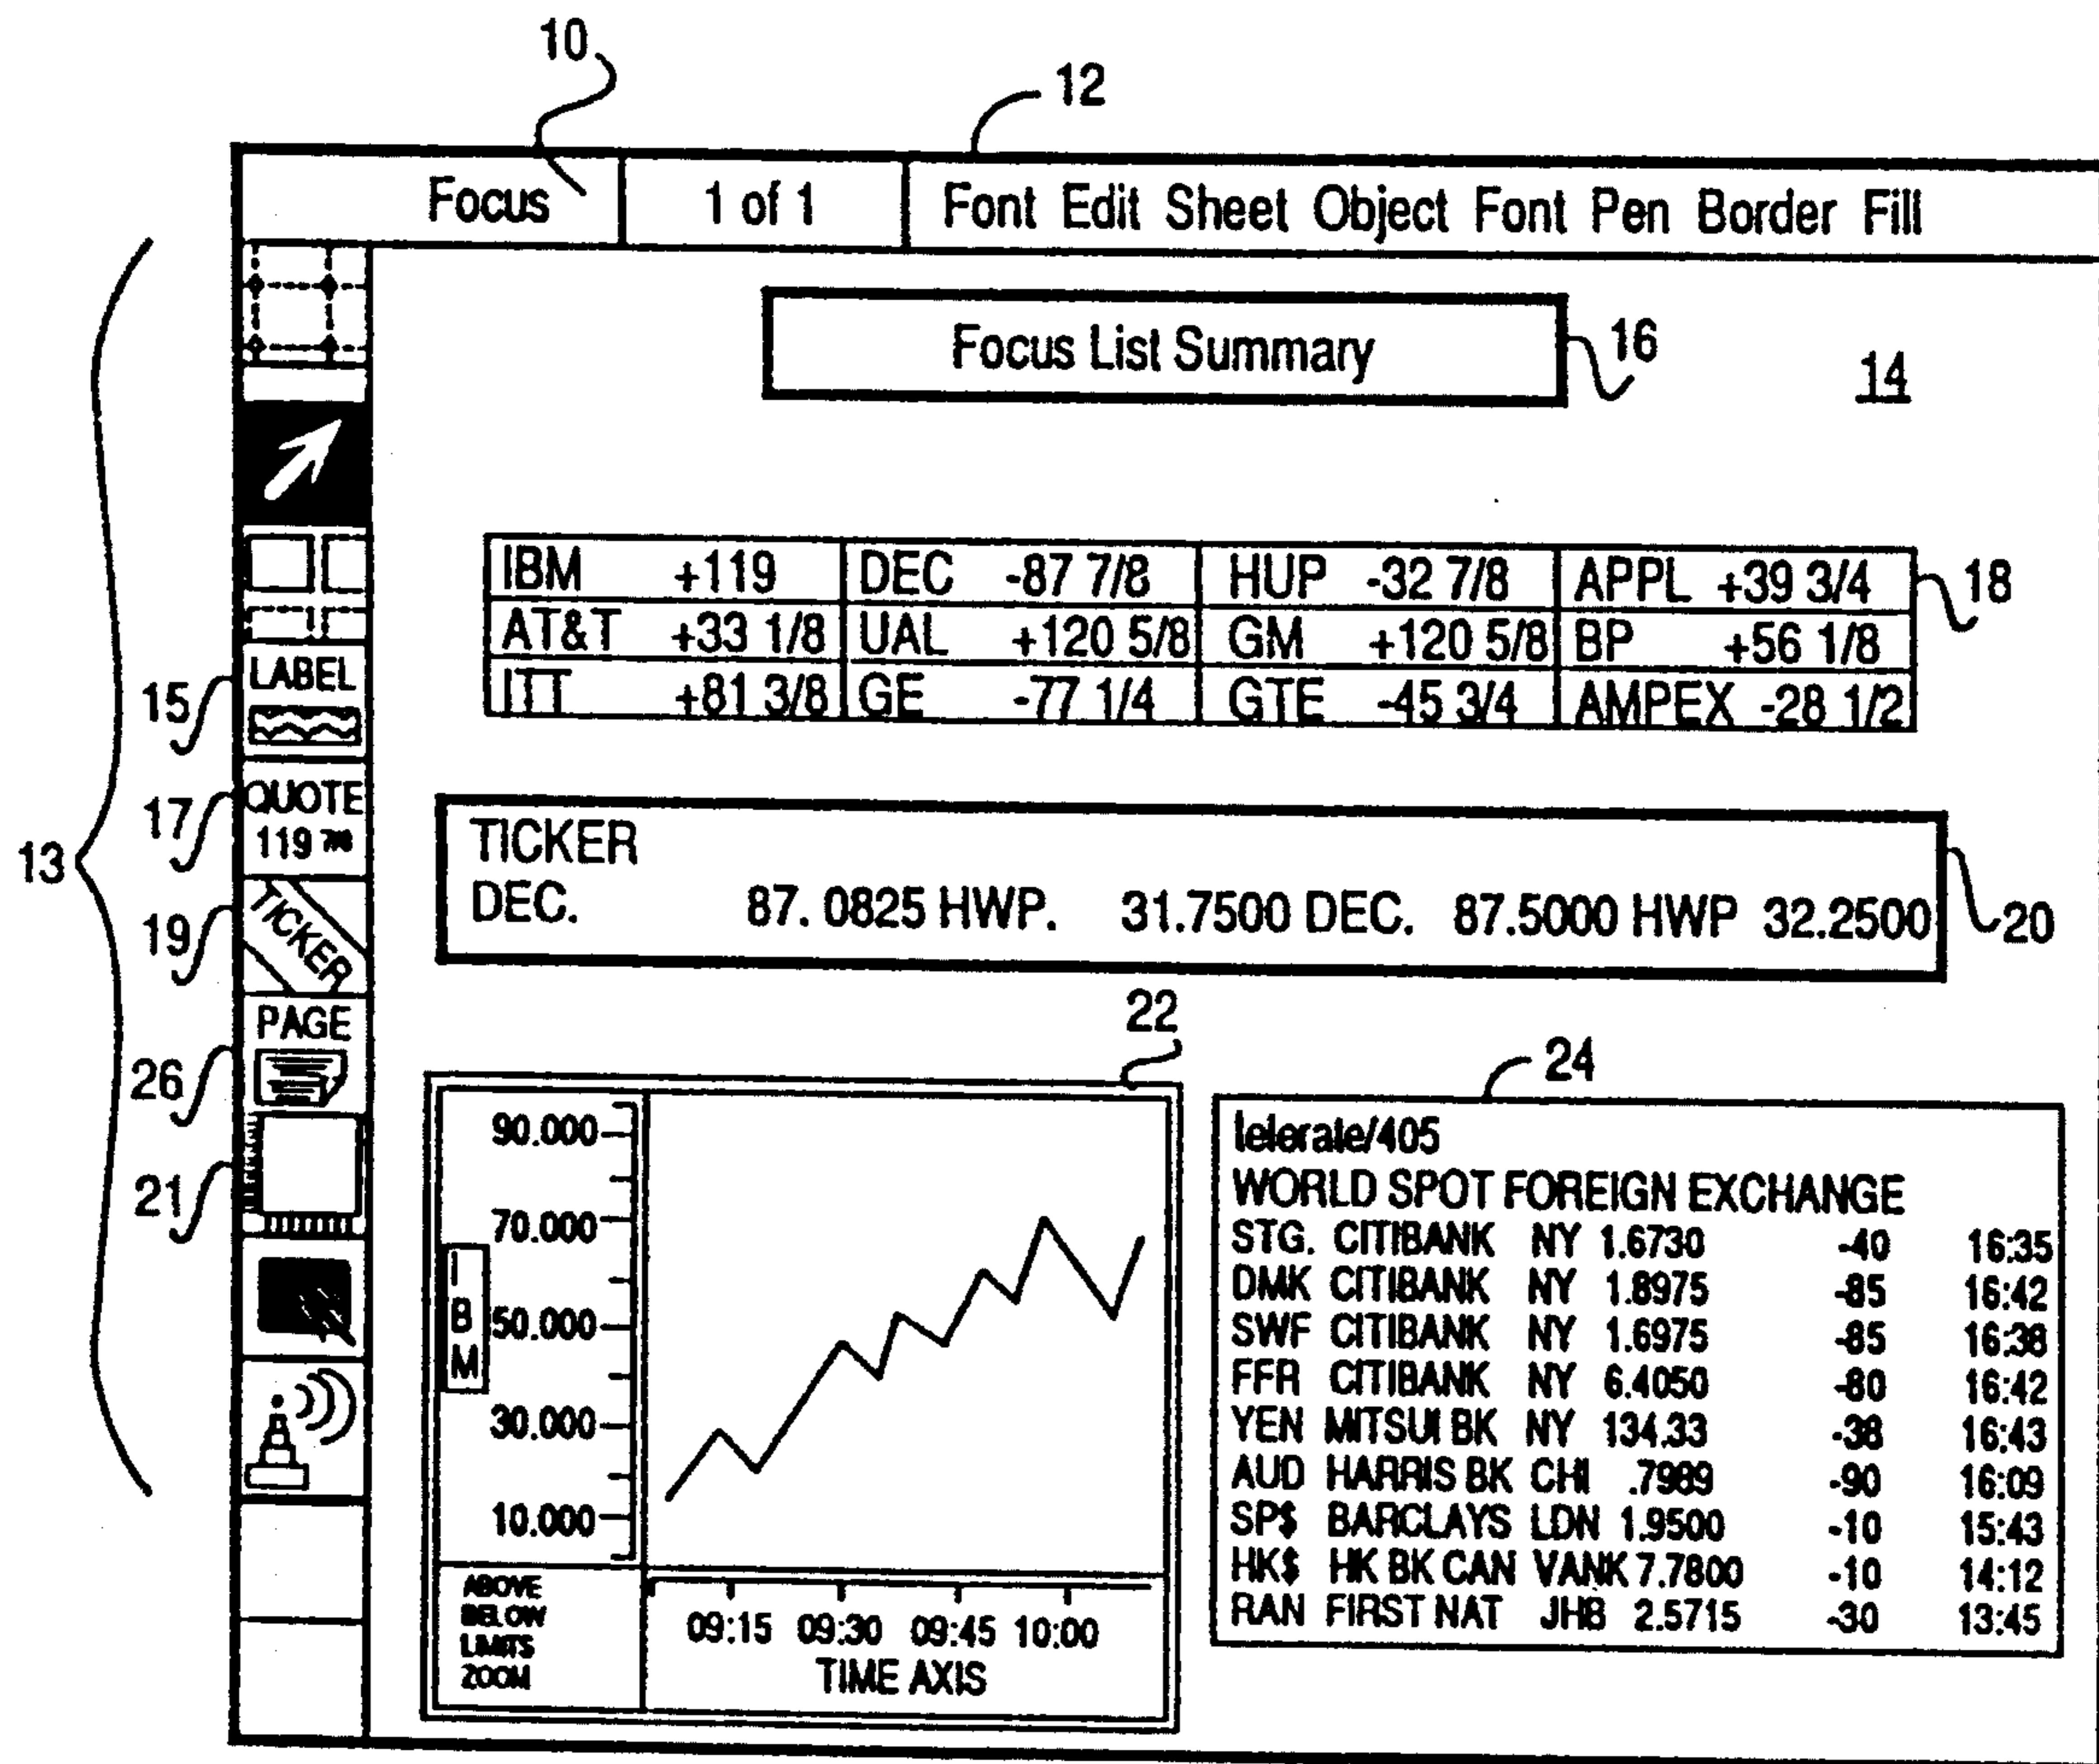 10
12
Focus 1 of 1 Font Edit Sheet Object Font Pen Border Fill
Focus List Summary
16
14
IBM +119 DEC -87 7/8 HUP -32 7/8 APPL +39 3/4
18
AT&T +33 1/8 UAL +120 5/8 GM +120 5/8 BP +56 1/8
ITT +81 3/8 GE -77 1/4 GTE -45 3/4 AMPEX -28 1/2
15
LABEL
17
QUOTE
119
13
19
TICKER
26
PAGE
21
TICKER
DEC. 87. 0825 HWP. 31.7500 DEC. 87.5000 HWP 32.2500
20
22
90.000
70.000
50.000
30.000
10.000
IBM
ABOVE
BELOW
LIMITS
ZOOM
09:15 09:30 09:45 10:00
TIME AXIS
24
telerate/405
WORLD SPOT FOREIGN EXCHANGE
STG. CITIBANK NY 1.6730 -40 16:35
DMK CITIBANK NY 1.8975 -85 16:42
SWF CITIBANK NY 1.6975 -85 16:38
FFR CITIBANK NY 6.4050 -80 16:42
YEN MITSUI BK NY 134.33 -38 16:43
AUD HARRIS BK CHI .7989 -90 16:09
SP$ BARCLAYS LDN 1.9500 -10 15:43
HK$ HK BK CAN VANK 7.7800 -10 14:12
RAN FIRST NAT JHB 2.5715 -30 13:45